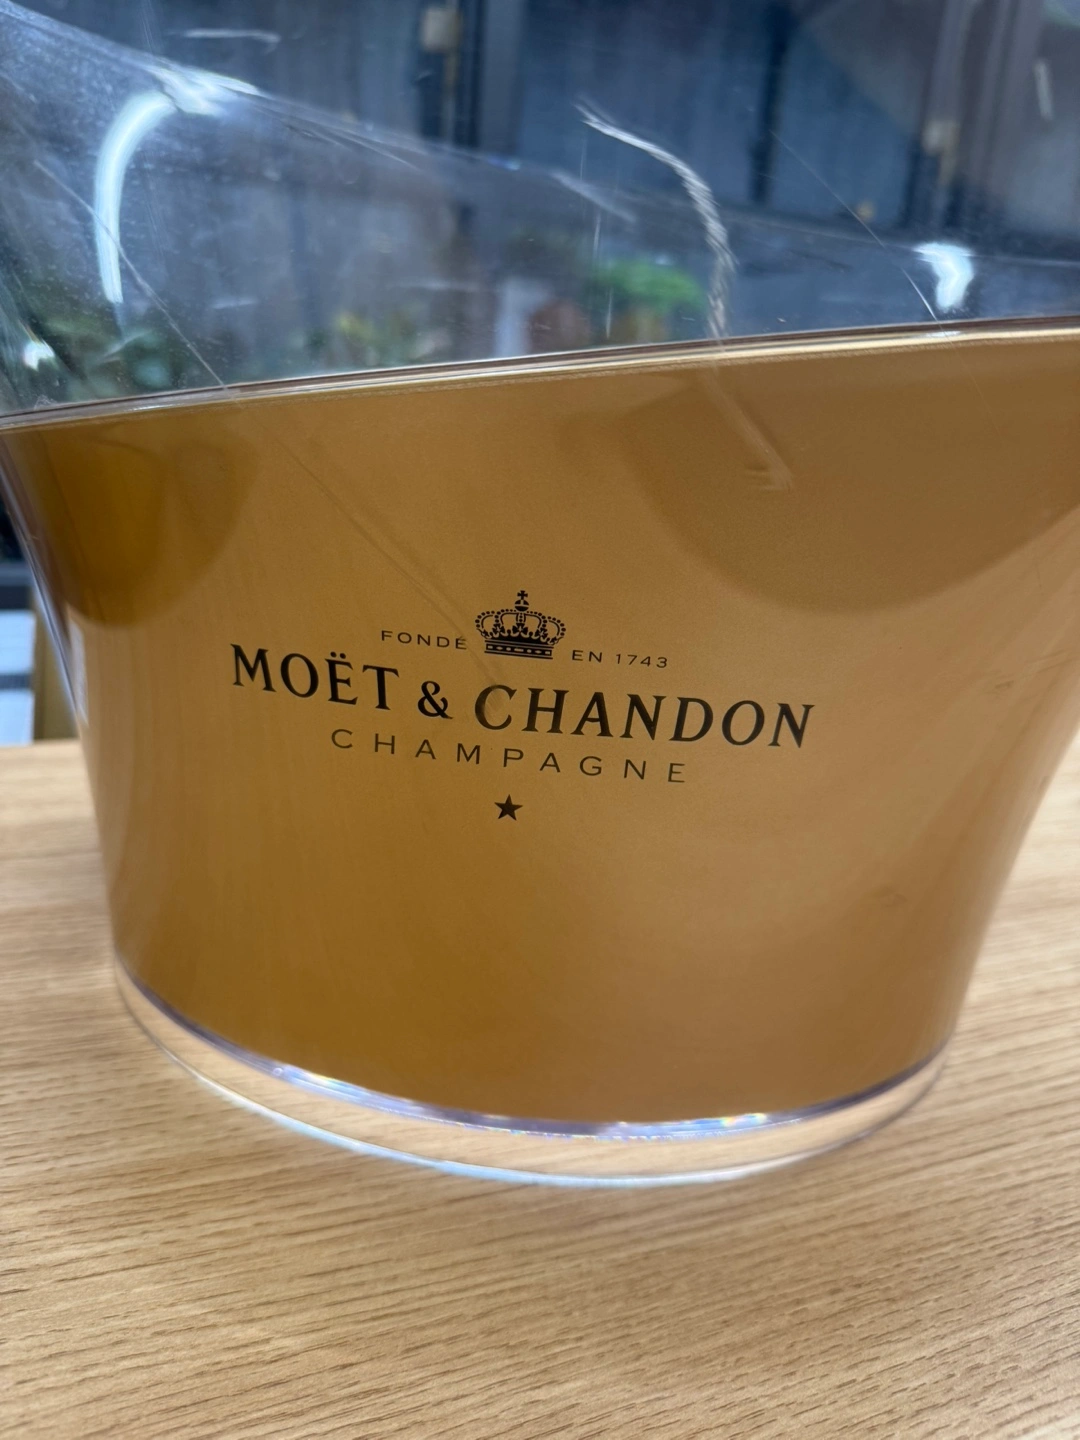 FONDÉ EN 1743
MOËT & CHANDON
CHAMPAGNE